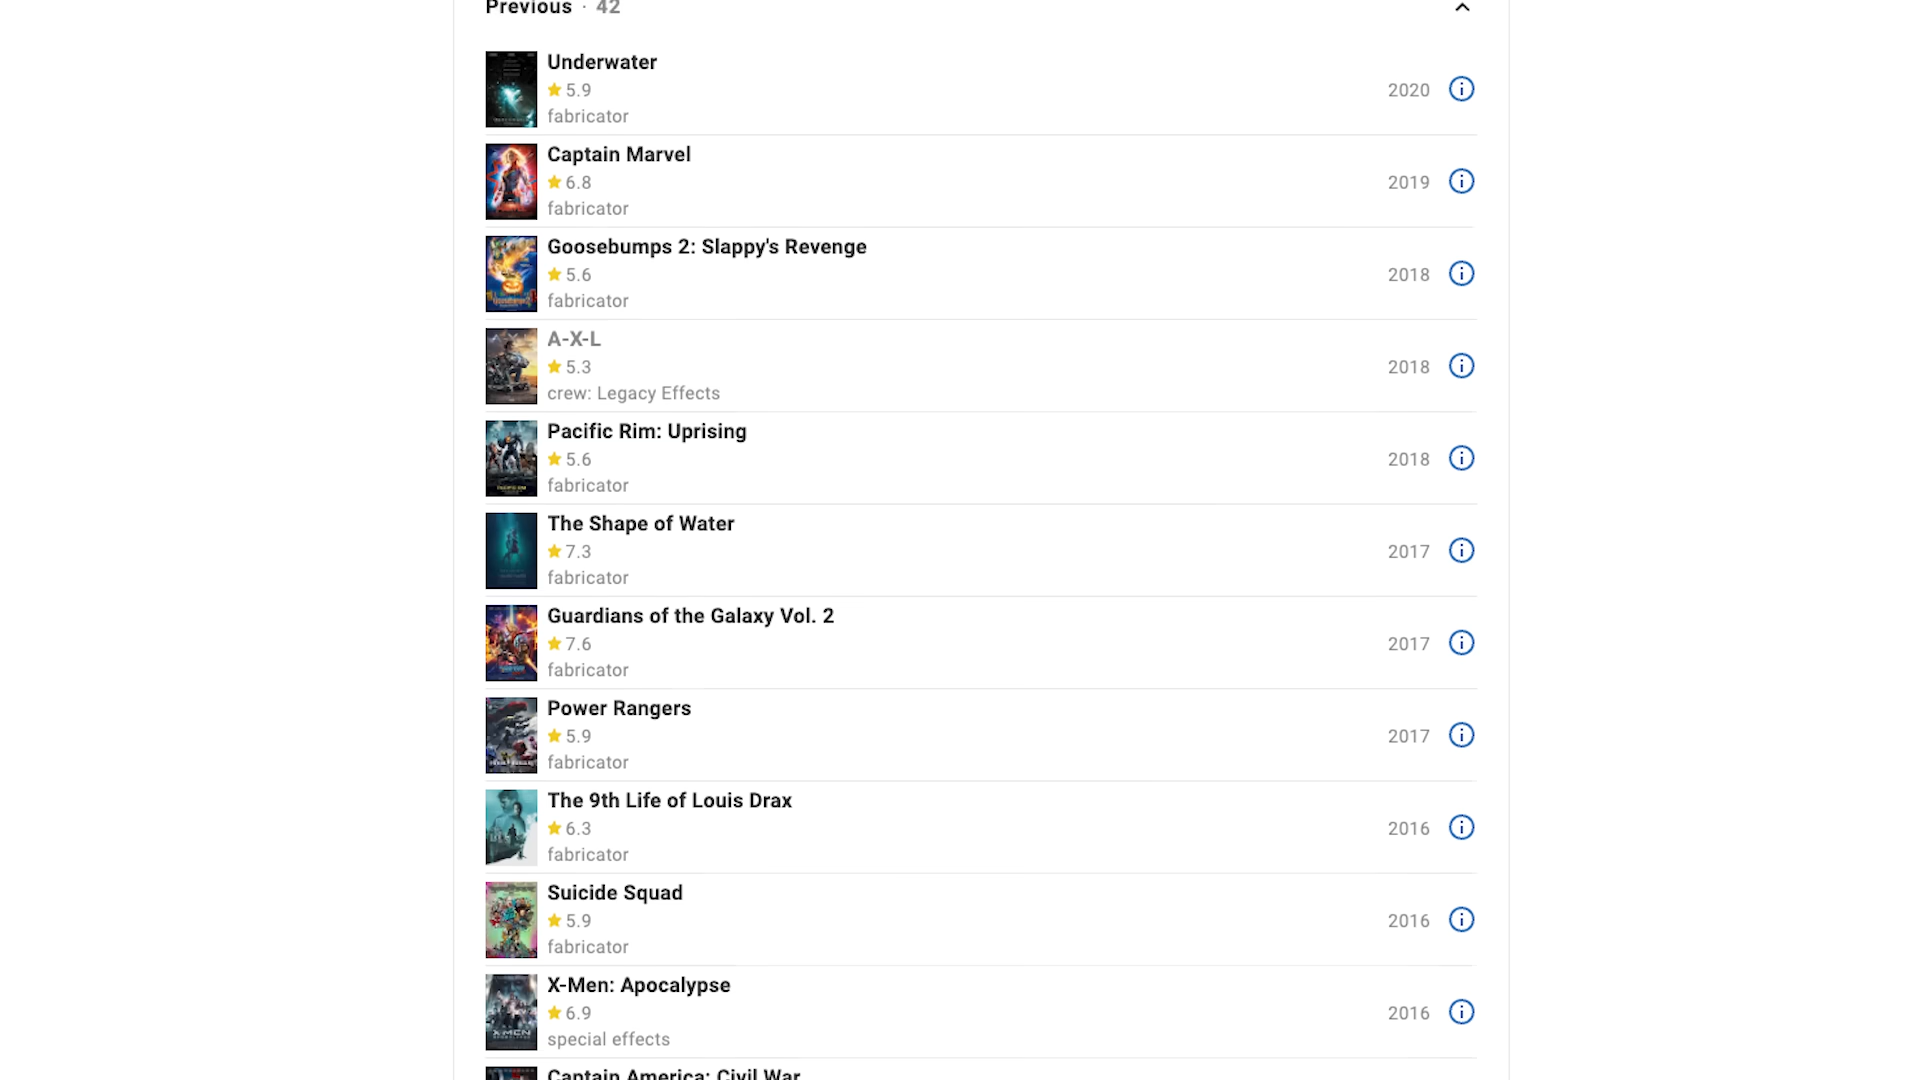 Previous · 42
Underwater
5.9
2020
fabricator
Captain Marvel
6.8
2019
fabricator
Goosebumps 2: Slappy's Revenge
5.6
2018
fabricator
A-X-L
5.3
2018
crew: Legacy Effects
Pacific Rim: Uprising
5.6
2018
fabricator
The Shape of Water
7.3
2017
fabricator
Guardians of the Galaxy Vol. 2
7.6
2017
fabricator
Power Rangers
5.9
2017
fabricator
The 9th Life of Louis Drax
6.3
2016
fabricator
Suicide Squad
5.9
2016
fabricator
X-Men: Apocalypse
6.9
2016
special effects
Captain America: Civil War